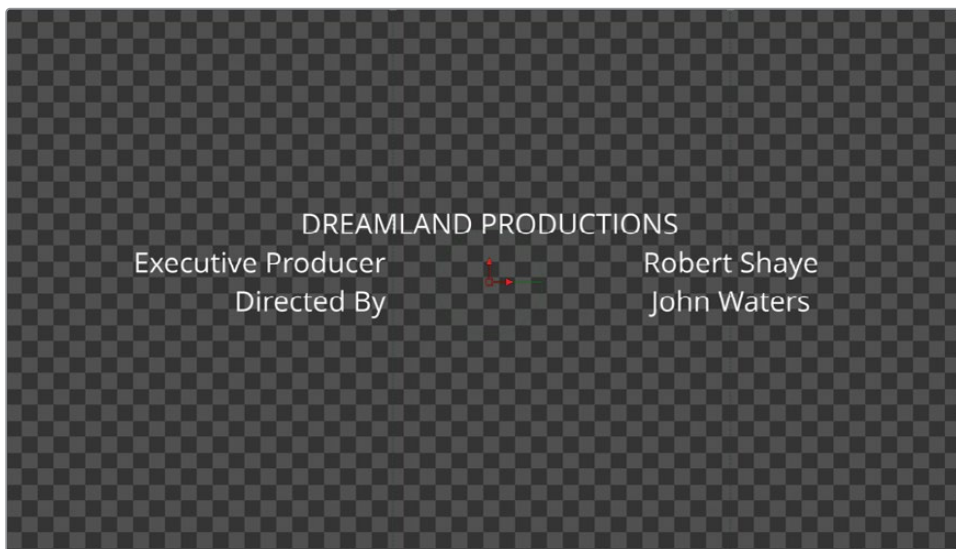 DREAMLAND PRODUCTIONS
Executive Producer Robert Shaye
Directed By John Waters